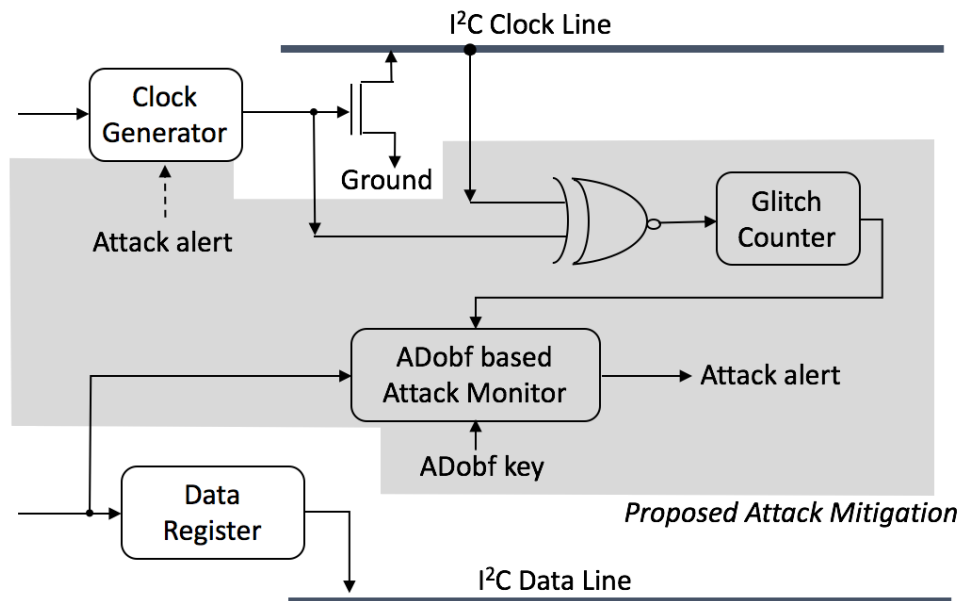 I²C Clock Line
Clock
Generator
Ground
Attack alert
Glitch
Counter
ADobf based
Attack Monitor
Attack alert
ADobf key
Data
Register
Proposed Attack Mitigation
I²C Data Line